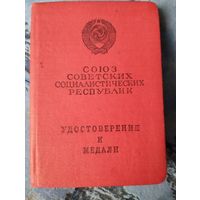 СОЮЗ
СОВЕТСКИХ
СОЦИАЛИСТИЧЕСКИХ
РЕСПУБЛИК
УДОСТОВЕРЕНИЕ
К
МЕДАЛИ